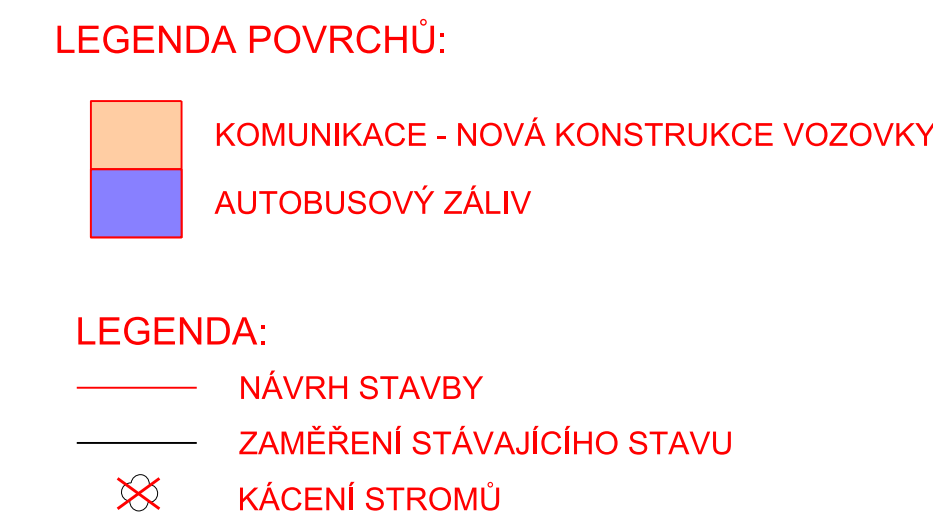 LEGENDA POVRCHŮ:
KOMUNIKACE - NOVÁ KONSTRUKCE VOZOVKY
AUTOBUSOVÝ ZÁLIV
LEGENDA:
NÁVRH STAVBY
ZAMĚŘENÍ STÁVAJÍCÍHO STAVU
KÁCENÍ STROMŮ